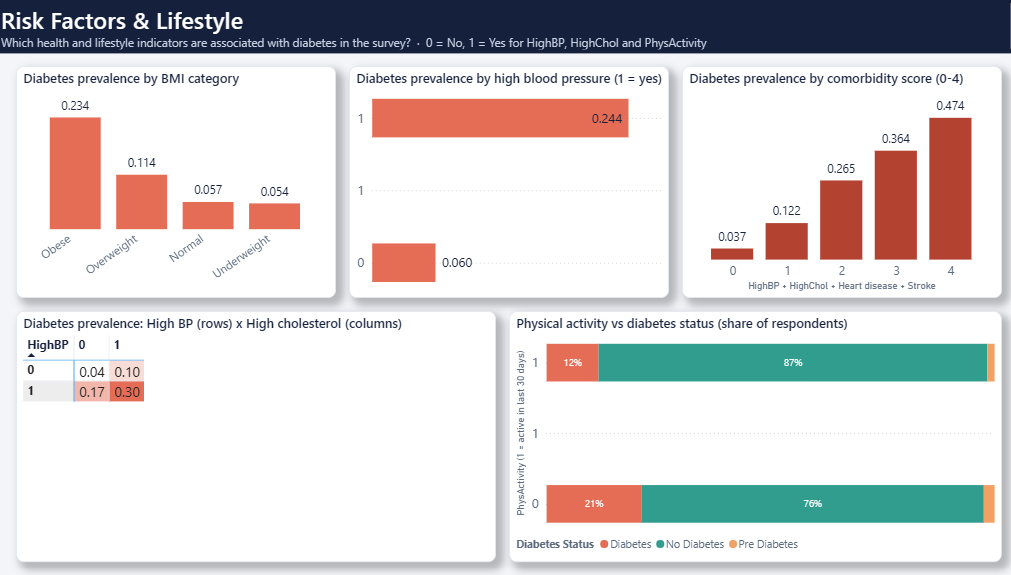 Risk Factors & Lifestyle
Which health and lifestyle indicators are associated with diabetes in the survey?  ·  0 = No, 1 = Yes for HighBP, HighChol and PhysActivity
Diabetes prevalence by BMI category
0.234
0.114
0.057
0.054
Obese
Overweight
Normal
Underweight
Diabetes prevalence by high blood pressure (1 = yes)
1
0.244
1
0
0.060
Diabetes prevalence by comorbidity score (0-4)
0.037
0.122
0.265
0.364
0.474
0 1 2 3 4
HighBP + HighChol + Heart disease + Stroke
Diabetes prevalence: High BP (rows) x High cholesterol (columns)
HighBP 0 1
0 0.04 0.10
1 0.17 0.30
Physical activity vs diabetes status (share of respondents)
PhysActivity (1 = active in last 30 days)
1 12% 87%
1
0 21% 76%
Diabetes Status Diabetes No Diabetes Pre Diabetes